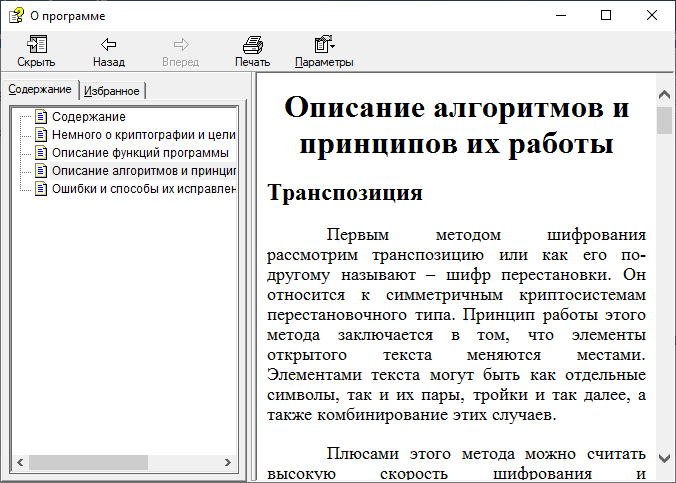 О программе
Скрыть Назад Вперед Печать Параметры
Содержание Избранное
Содержание
Немного о криптографии и цели
Описание функций программы
Описание алгоритмов и принцип
Ошибки и способы их исправлен
Описание алгоритмов и
принципов их работы
Транспозиция
Первым методом шифрования
рассмотрим транспозицию или как его по-
другому называют – шифр перестановки. Он
относится к симметричным криптосистемам
перестановочного типа. Принцип работы этого
метода заключается в том, что элементы
открытого текста меняются местами.
Элементами текста могут быть как отдельные
символы, так и их пары, тройки и так далее, а
также комбинирование этих случаев.
Плюсами этого метода можно считать
высокую скорость шифрования и